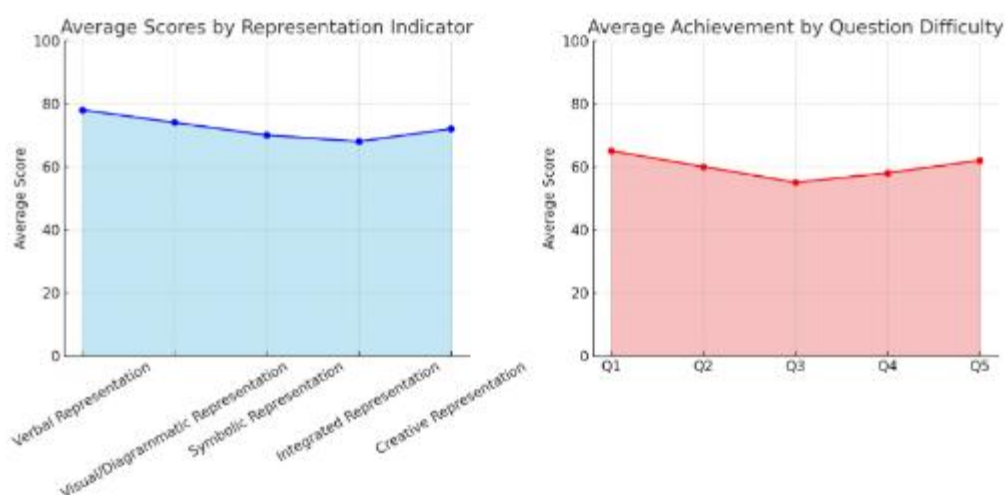 Average Scores by Representation Indicator
100
80
60
40
20
0
Average Score
Verbal Representation
Visual/Diagrammatic Representation
Symbolic Representation
Integrated Representation
Creative Representation
Average Achievement by Question Difficulty
100
80
60
40
20
0
Average Score
Q1
Q2
Q3
Q4
Q5